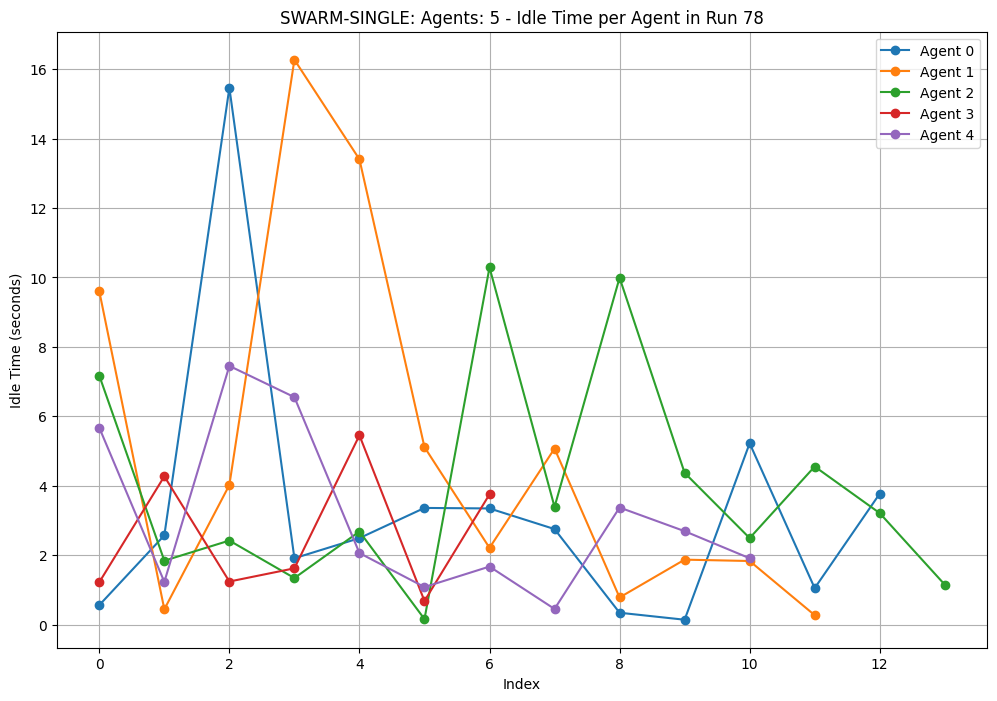 SWARM-SINGLE: Agents: 5 - Idle Time per Agent in Run 78
Agent 0
Agent 1
Agent 2
Agent 3
Agent 4
Idle Time (seconds)
16
14
12
10
8
6
4
2
0
0 2 4 6 8 10 12
Index